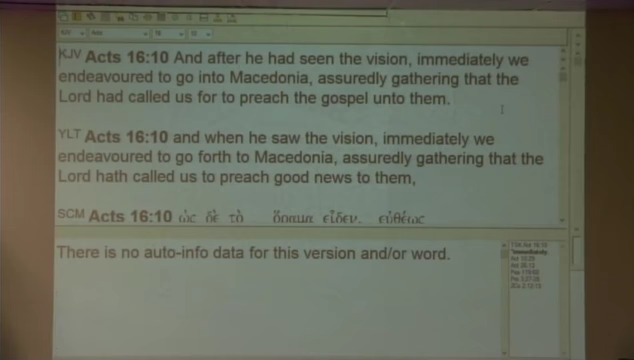 KJV Acts 16:10 And after he had seen the vision, immediately we
endeavoured to go into Macedonia, assuredly gathering that the
Lord had called us for to preach the gospel unto them.
YLT Acts 16:10 and when he saw the vision, immediately we
endeavoured to go forth to Macedonia, assuredly gathering that the
Lord hath called us to preach good news to them,
SCM Acts 16:10 ὡς δὲ τὸ ὅραμα εἶδεν, εὐθέως
There is no auto-info data for this version and/or word.